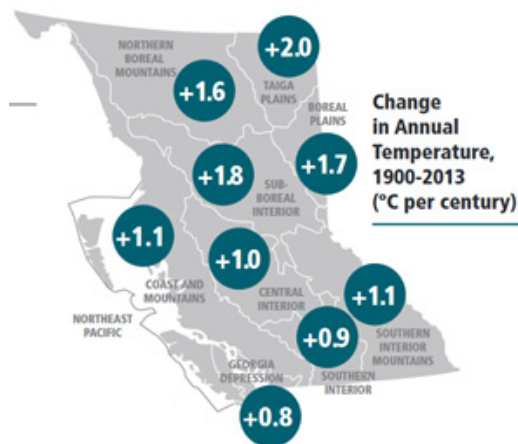 NORTHERN
BOREAL
MOUNTAINS
+2.0
TAIGA
PLAINS
+1.6
BOREAL
PLAINS
Change
in Annual
Temperature,
1900-2013
(°C per century)
+1.7
+1.8
SUB-
BOREAL
INTERIOR
+1.1
+1.0
COAST AND
MOUNTAINS
CENTRAL
INTERIOR
+1.1
NORTHEAST
PACIFIC
+0.9
SOUTHERN
INTERIOR
MOUNTAINS
GEORGIA
DEPRESSION
SOUTHERN
INTERIOR
+0.8